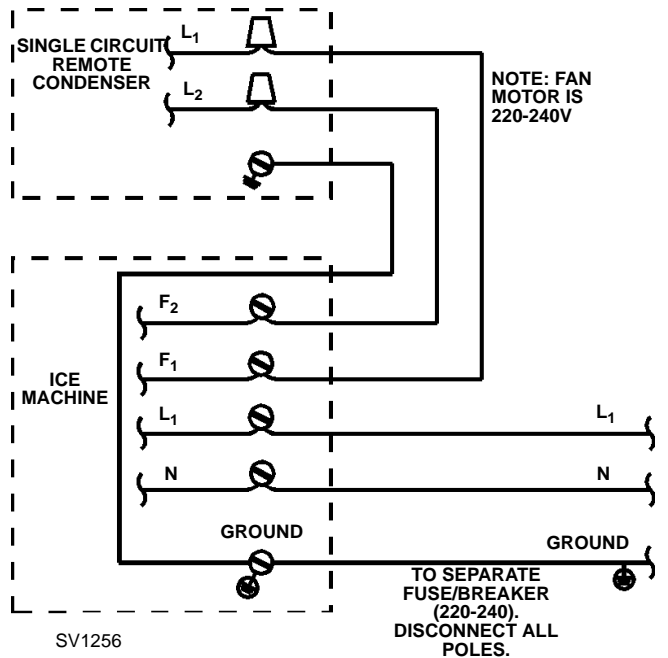 SINGLE CIRCUIT
REMOTE
CONDENSER
L1
L2
NOTE: FAN
MOTOR IS
220-240V
ICE
MACHINE
F2
F1
L1
L1
N
N
GROUND
GROUND
TO SEPARATE
FUSE/BREAKER
(220-240).
DISCONNECT ALL
POLES.
SV1256